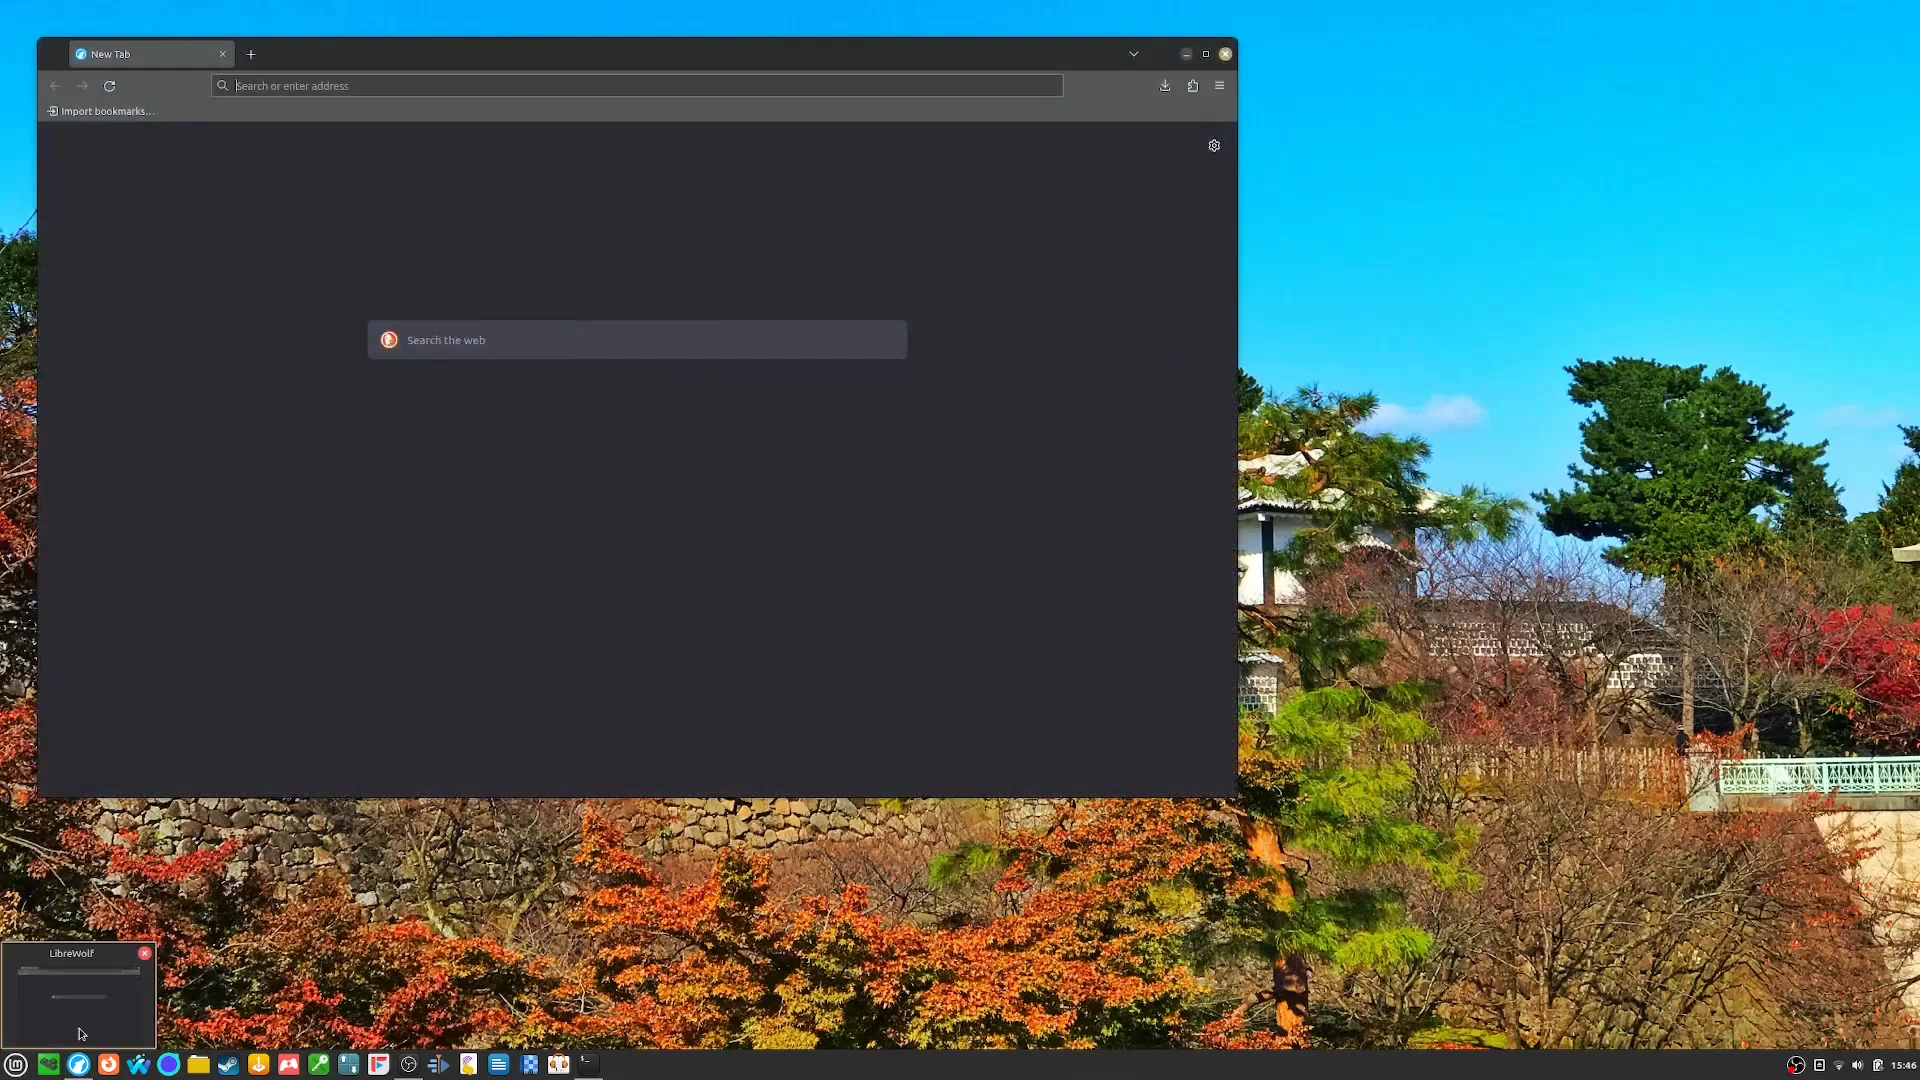 New Tab
Search or enter address
Import bookmarks...
Search the web
LibreWolf
15:46